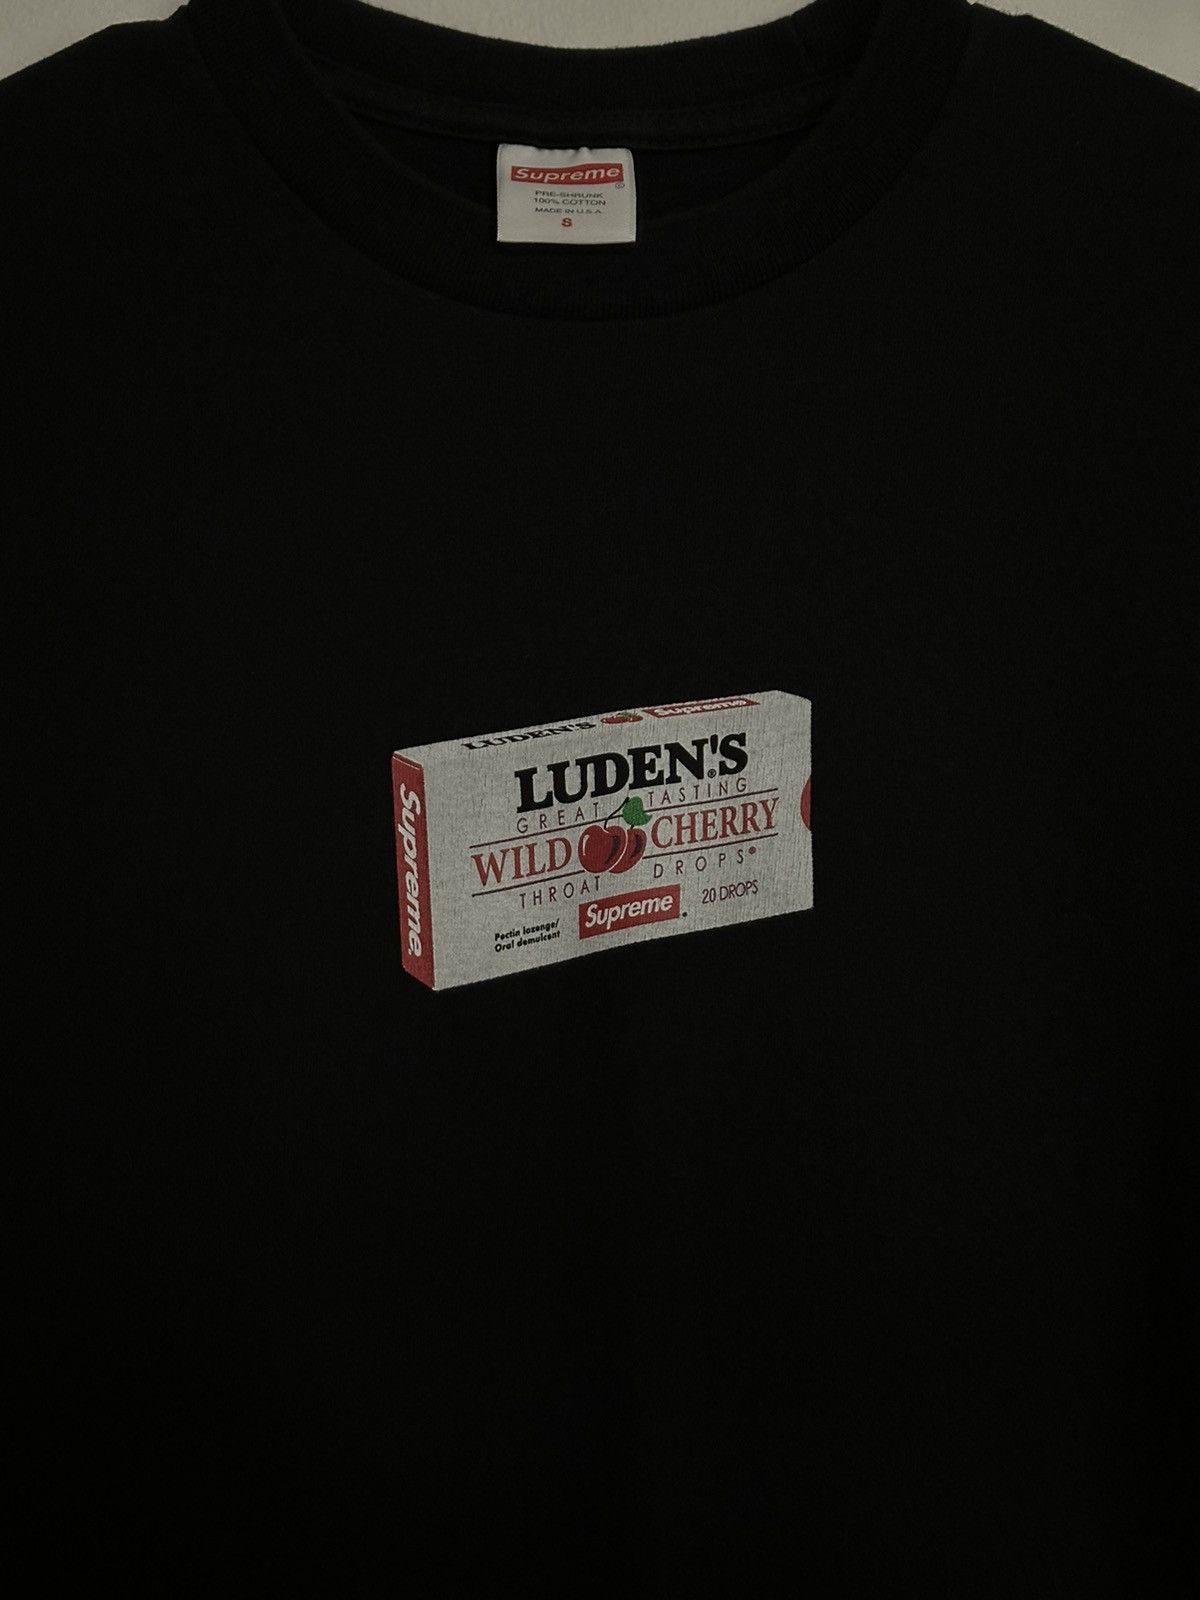 Supreme®
PRE-SHRUNK
100% COTTON
MADE IN U.S.A.
S
LUDEN'S Supreme
LUDEN'S®
GREAT TASTING
WILD CHERRY
THROAT DROPS®
Supreme®
20 DROPS
Pectin lozenge/
Oral demulcent
Supreme®